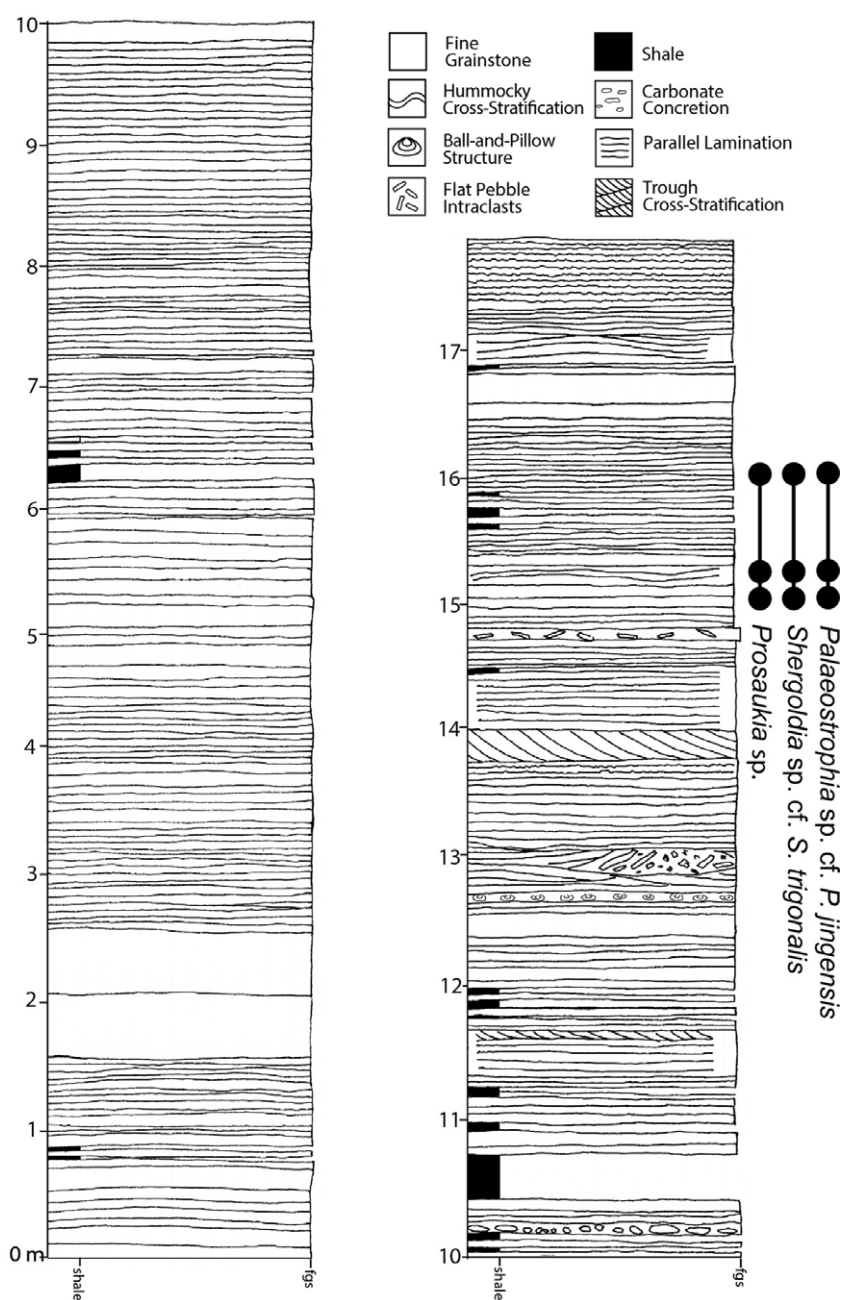 10
9
8
7
6
5
4
3
2
1
0 m
shale
fgs
Fine
Grainstone
Shale
Hummocky
Cross-Stratification
Carbonate
Concretion
Ball-and-Pillow
Structure
Parallel Lamination
Flat Pebble
Intraclasts
Trough
Cross-Stratification
17
16
15
14
13
12
11
10
shale
fgs
Prosaukia sp.
Shergoldia sp. cf. S. trigonalis
Palaeostrophia sp. cf. P. jingensis